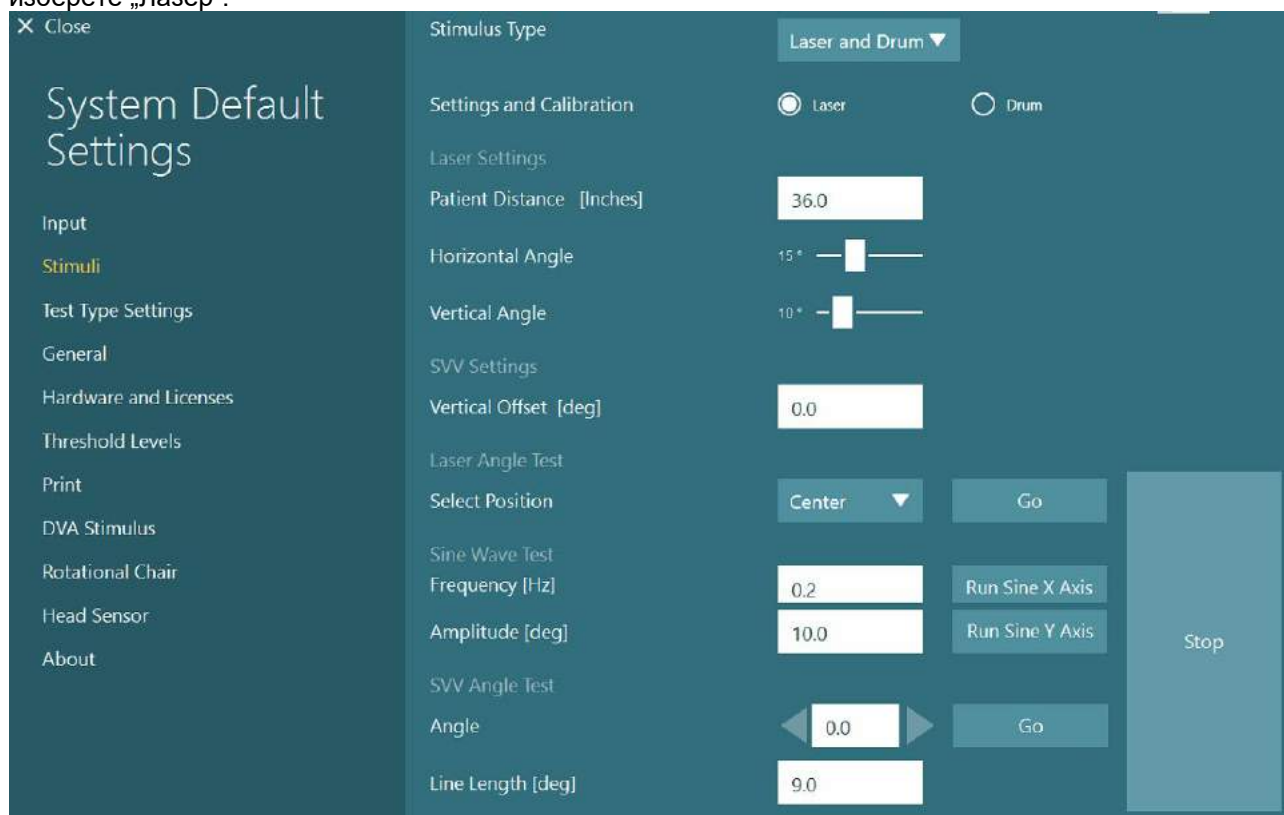 изберете „Лазер“.
Close
System Default
Settings
Input
Stimuli
Test Type Settings
General
Hardware and Licenses
Threshold Levels
Print
DVA Stimulus
Rotational Chair
Head Sensor
About
Stimulus Type Laser and Drum
Settings and Calibration Laser Drum
Laser Settings
Patient Distance [Inches] 36.0
Horizontal Angle 15°
Vertical Angle 10°
SVV Settings
Vertical Offset [deg] 0.0
Laser Angle Test
Select Position Center Go
Sine Wave Test
Frequency [Hz] 0.2 Run Sine X Axis
Amplitude [deg] 10.0 Run Sine Y Axis
Stop
SVV Angle Test
Angle 0.0 Go
Line Length [deg] 9.0